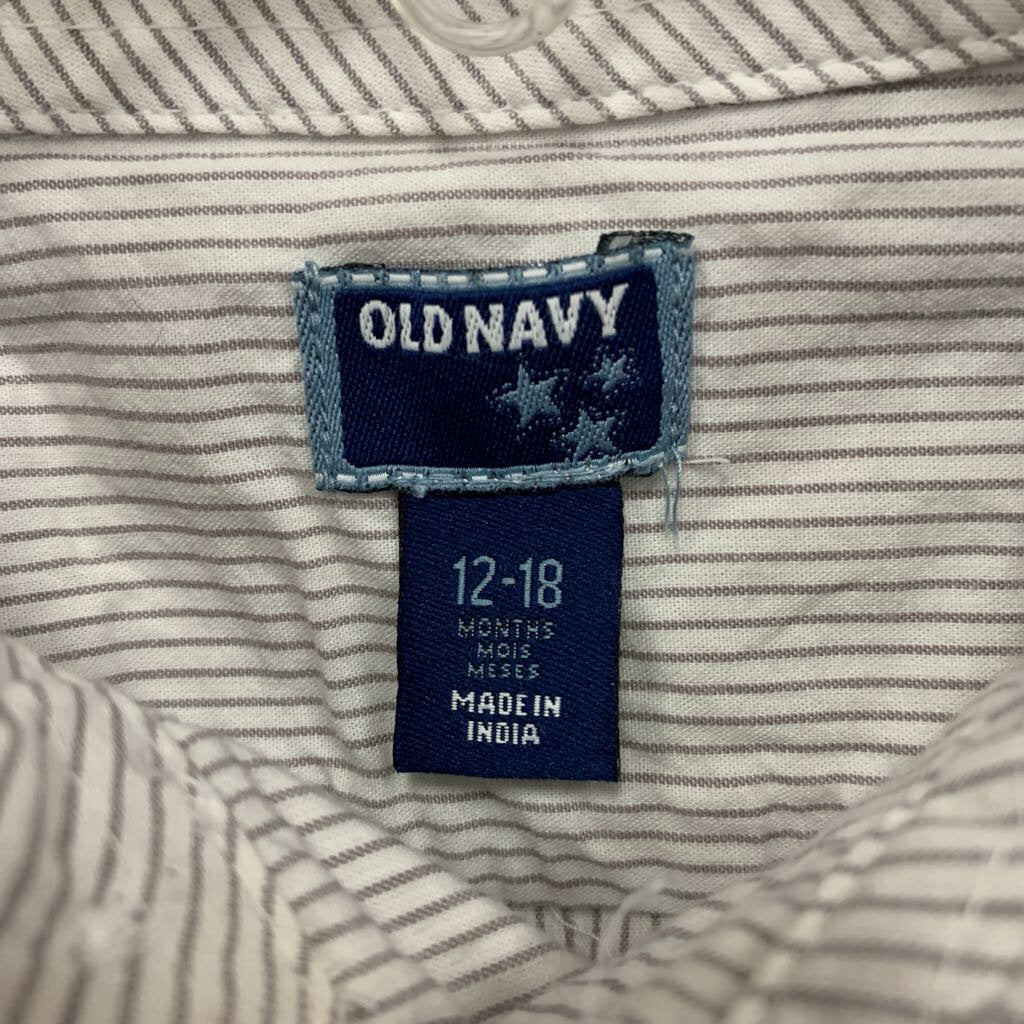 OLD NAVY
12-18
MONTHS
MOIS
MESES
MADE IN
INDIA